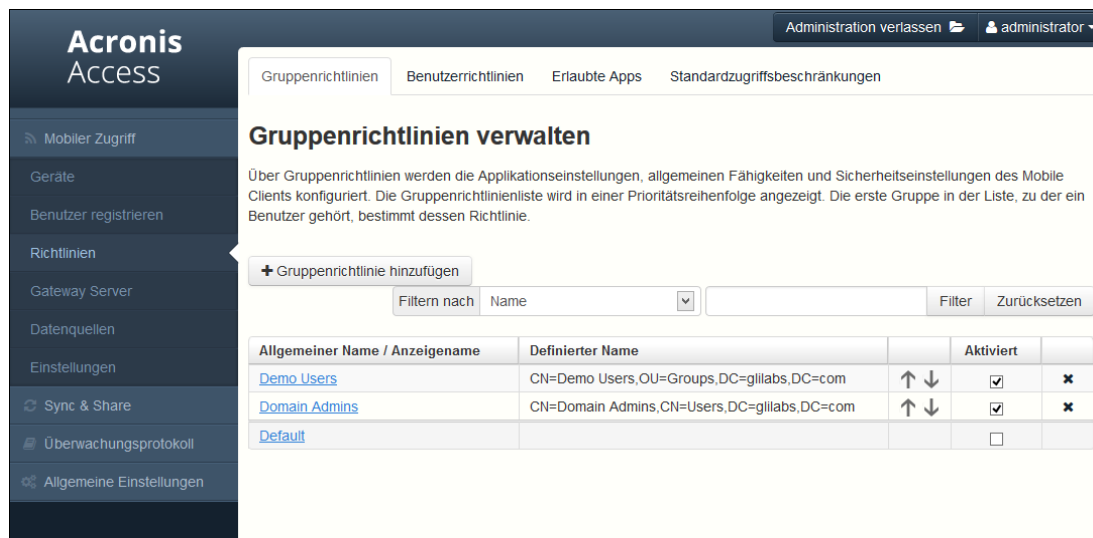 Administration verlassen administrator
Acronis
Access
Gruppenrichtlinien Benutzerrichtlinien Erlaubte Apps Standardzugriffsbeschränkungen
Mobiler Zugriff
Geräte
Benutzer registrieren
Richtlinien
Gateway Server
Datenquellen
Einstellungen
Sync & Share
Überwachungsprotokoll
Allgemeine Einstellungen
Gruppenrichtlinien verwalten
Über Gruppenrichtlinien werden die Applikationseinstellungen, allgemeinen Fähigkeiten und Sicherheitseinstellungen des Mobile
Clients konfiguriert. Die Gruppenrichtlinienliste wird in einer Prioritätsreihenfolge angezeigt. Die erste Gruppe in der Liste, zu der ein
Benutzer gehört, bestimmt dessen Richtlinie.
+ Gruppenrichtlinie hinzufügen
Filtern nach Name Filter Zurücksetzen
Allgemeiner Name / Anzeigename Definierter Name Aktiviert
Demo Users CN=Demo Users,OU=Groups,DC=glilabs,DC=com
Domain Admins CN=Domain Admins,CN=Users,DC=glilabs,DC=com
Default